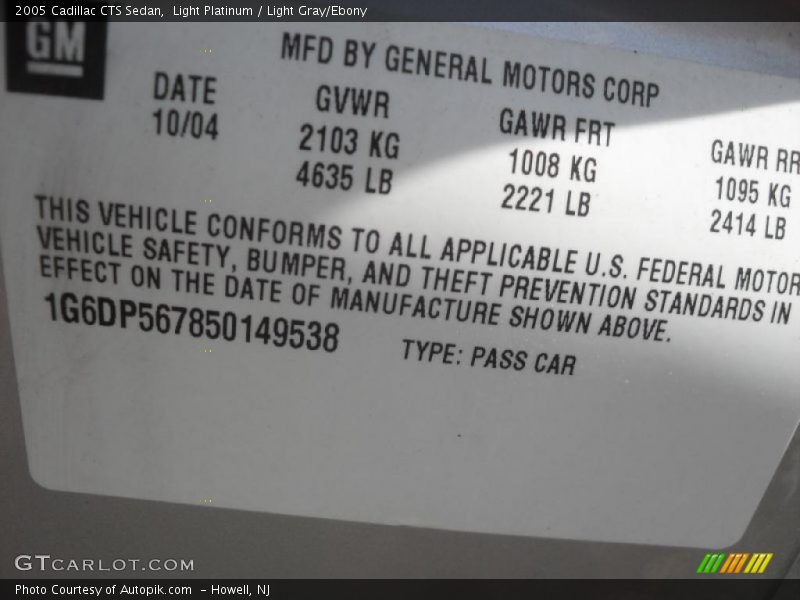 2005 Cadillac CTS Sedan,  Light Platinum / Light Gray/Ebony
GM
MFD BY GENERAL MOTORS CORP
DATE GVWR GAWR FRT GAWR RR
10/04 2103 KG 1008 KG 1095 KG
4635 LB 2221 LB 2414 LB
THIS VEHICLE CONFORMS TO ALL APPLICABLE U.S. FEDERAL MOTOR
VEHICLE SAFETY, BUMPER, AND THEFT PREVENTION STANDARDS IN
EFFECT ON THE DATE OF MANUFACTURE SHOWN ABOVE.
1G6DP567850149538 TYPE: PASS CAR
GTCARLOT.COM
Photo Courtesy of Autopik.com  - Howell, NJ